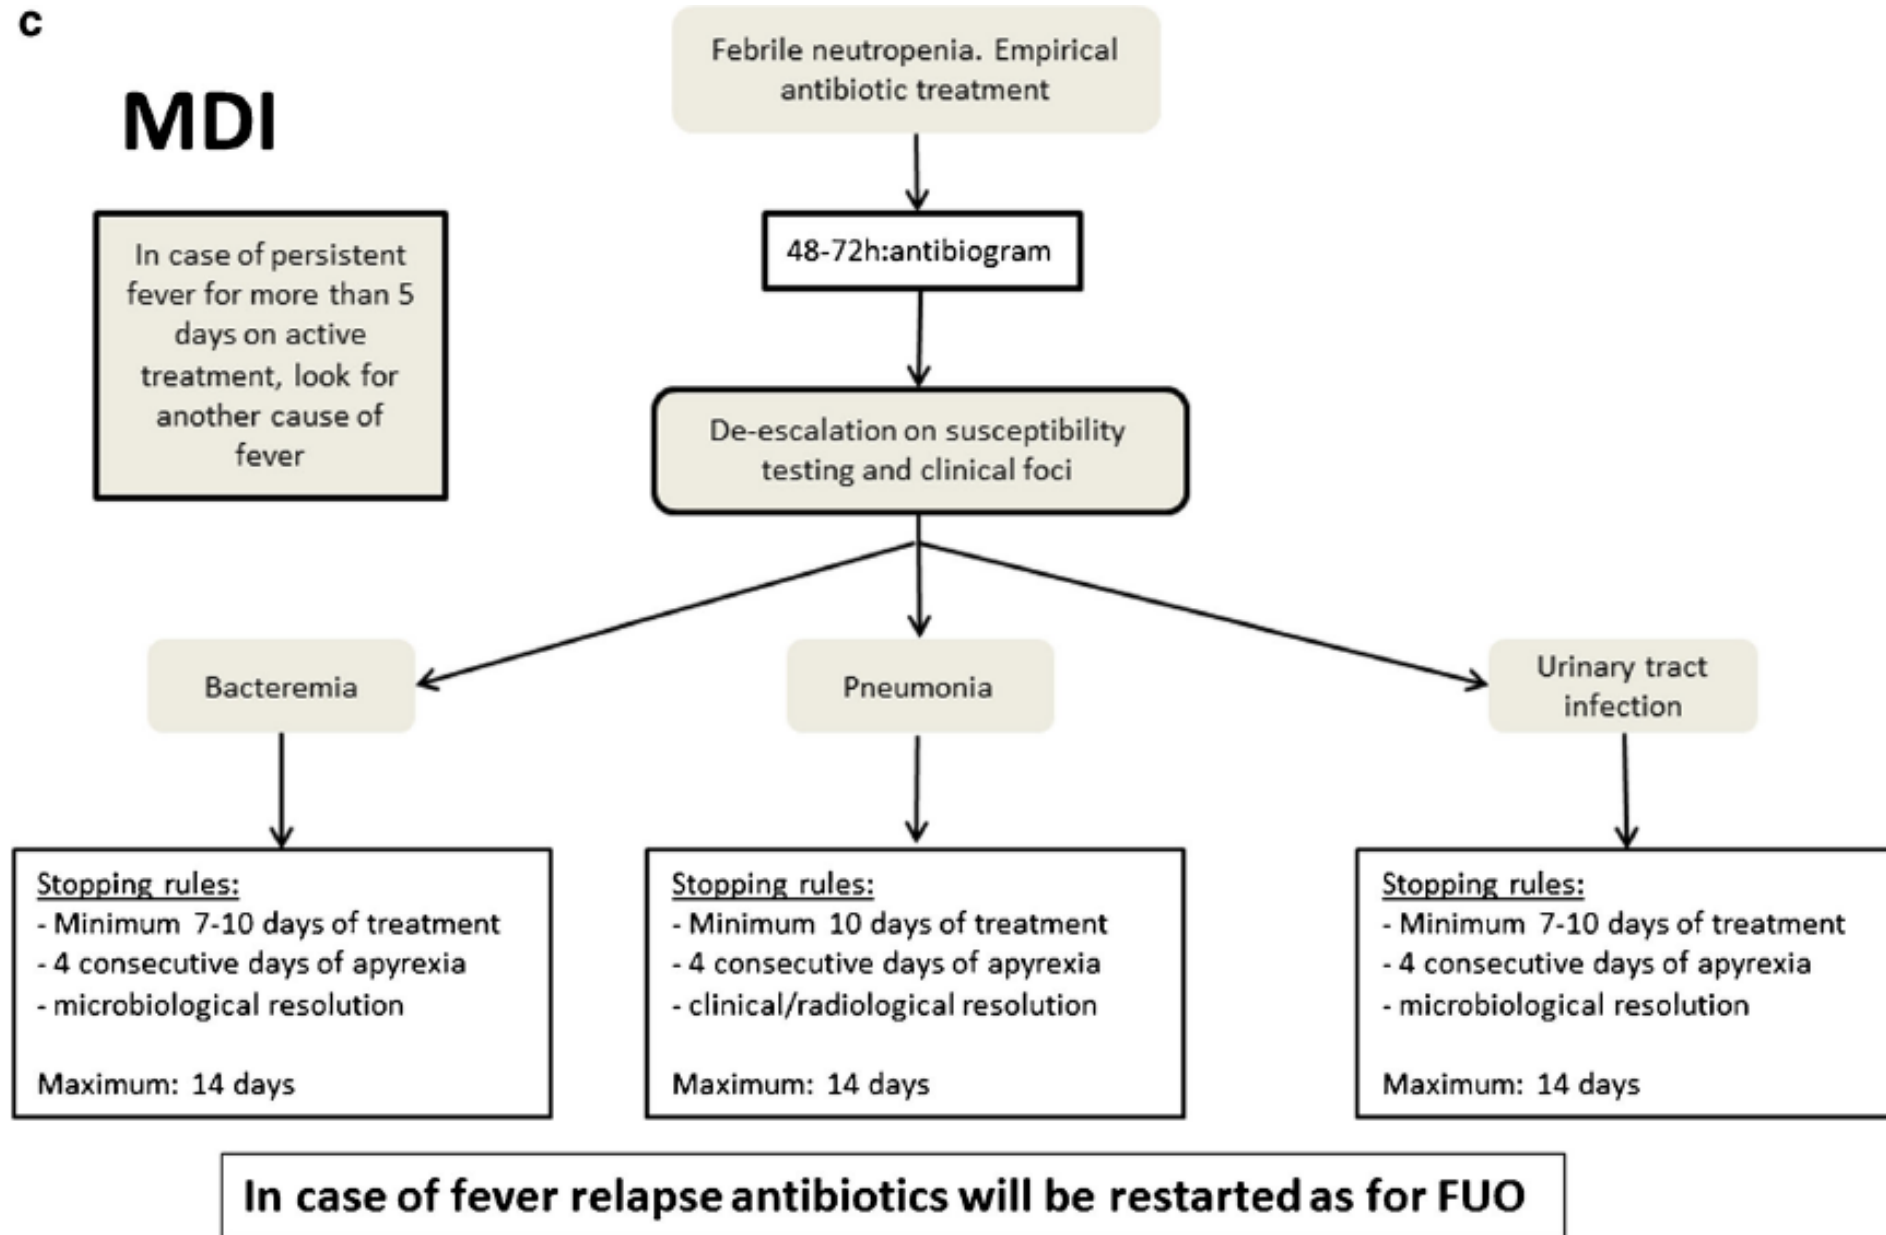 c
MDI
Febrile neutropenia. Empirical
antibiotic treatment
48-72h:antibiogram
In case of persistent
fever for more than 5
days on active
treatment, look for
another cause of
fever
De-escalation on susceptibility
testing and clinical foci
Bacteremia
Pneumonia
Urinary tract
infection
Stopping rules:
- Minimum 7-10 days of treatment
- 4 consecutive days of apyrexia
- microbiological resolution
Maximum: 14 days
Stopping rules:
- Minimum 10 days of treatment
- 4 consecutive days of apyrexia
- clinical/radiological resolution
Maximum: 14 days
Stopping rules:
- Minimum 7-10 days of treatment
- 4 consecutive days of apyrexia
- microbiological resolution
Maximum: 14 days
In case of fever relapse antibiotics will be restarted as for FUO